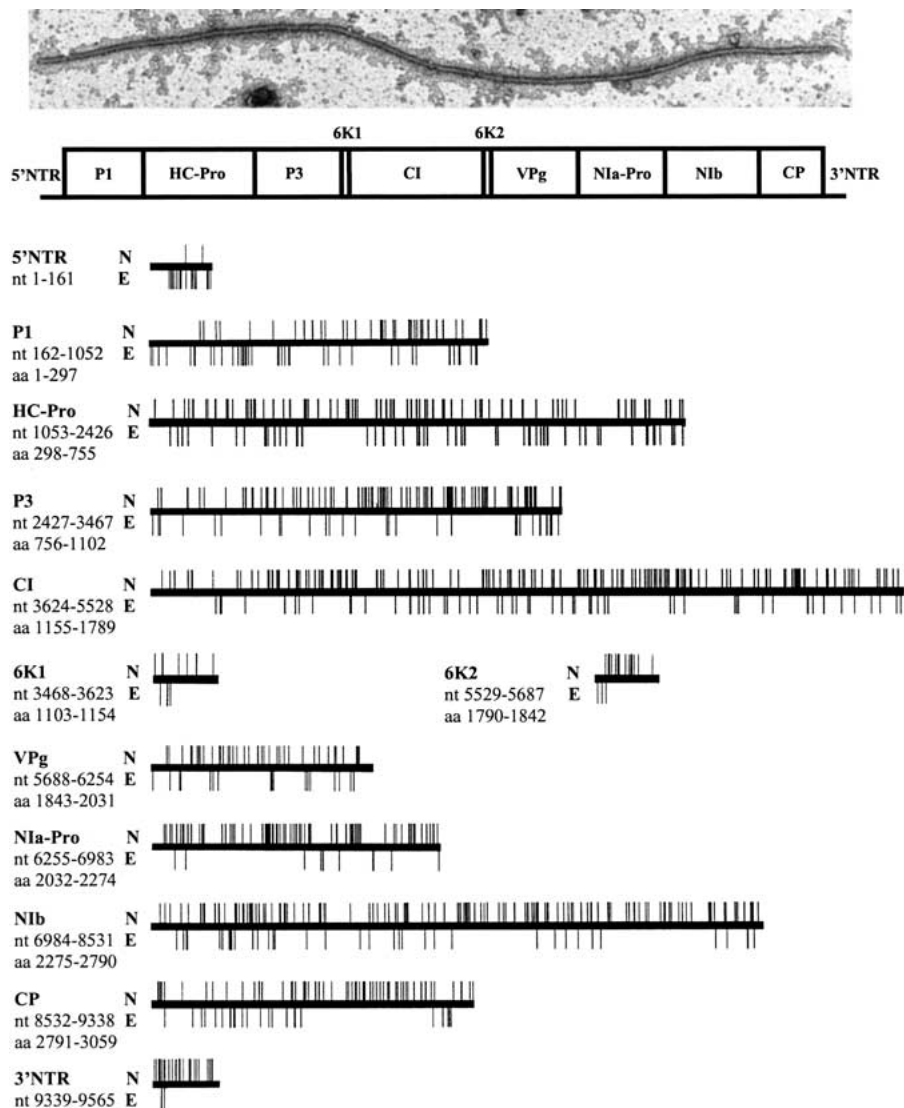 6K1 6K2
5'NTR P1 HC-Pro P3 CI VPg NIa-Pro NIb CP 3'NTR
5'NTR N
nt 1-161 E
P1 N
nt 162-1052 E
aa 1-297
HC-Pro N
nt 1053-2426 E
aa 298-755
P3 N
nt 2427-3467 E
aa 756-1102
CI N
nt 3624-5528 E
aa 1155-1789
6K1 N
nt 3468-3623 E
aa 1103-1154
6K2 N
nt 5529-5687 E
aa 1790-1842
VPg N
nt 5688-6254 E
aa 1843-2031
NIa-Pro N
nt 6255-6983 E
aa 2032-2274
NIb N
nt 6984-8531 E
aa 2275-2790
CP N
nt 8532-9338 E
aa 2791-3059
3'NTR N
nt 9339-9565 E